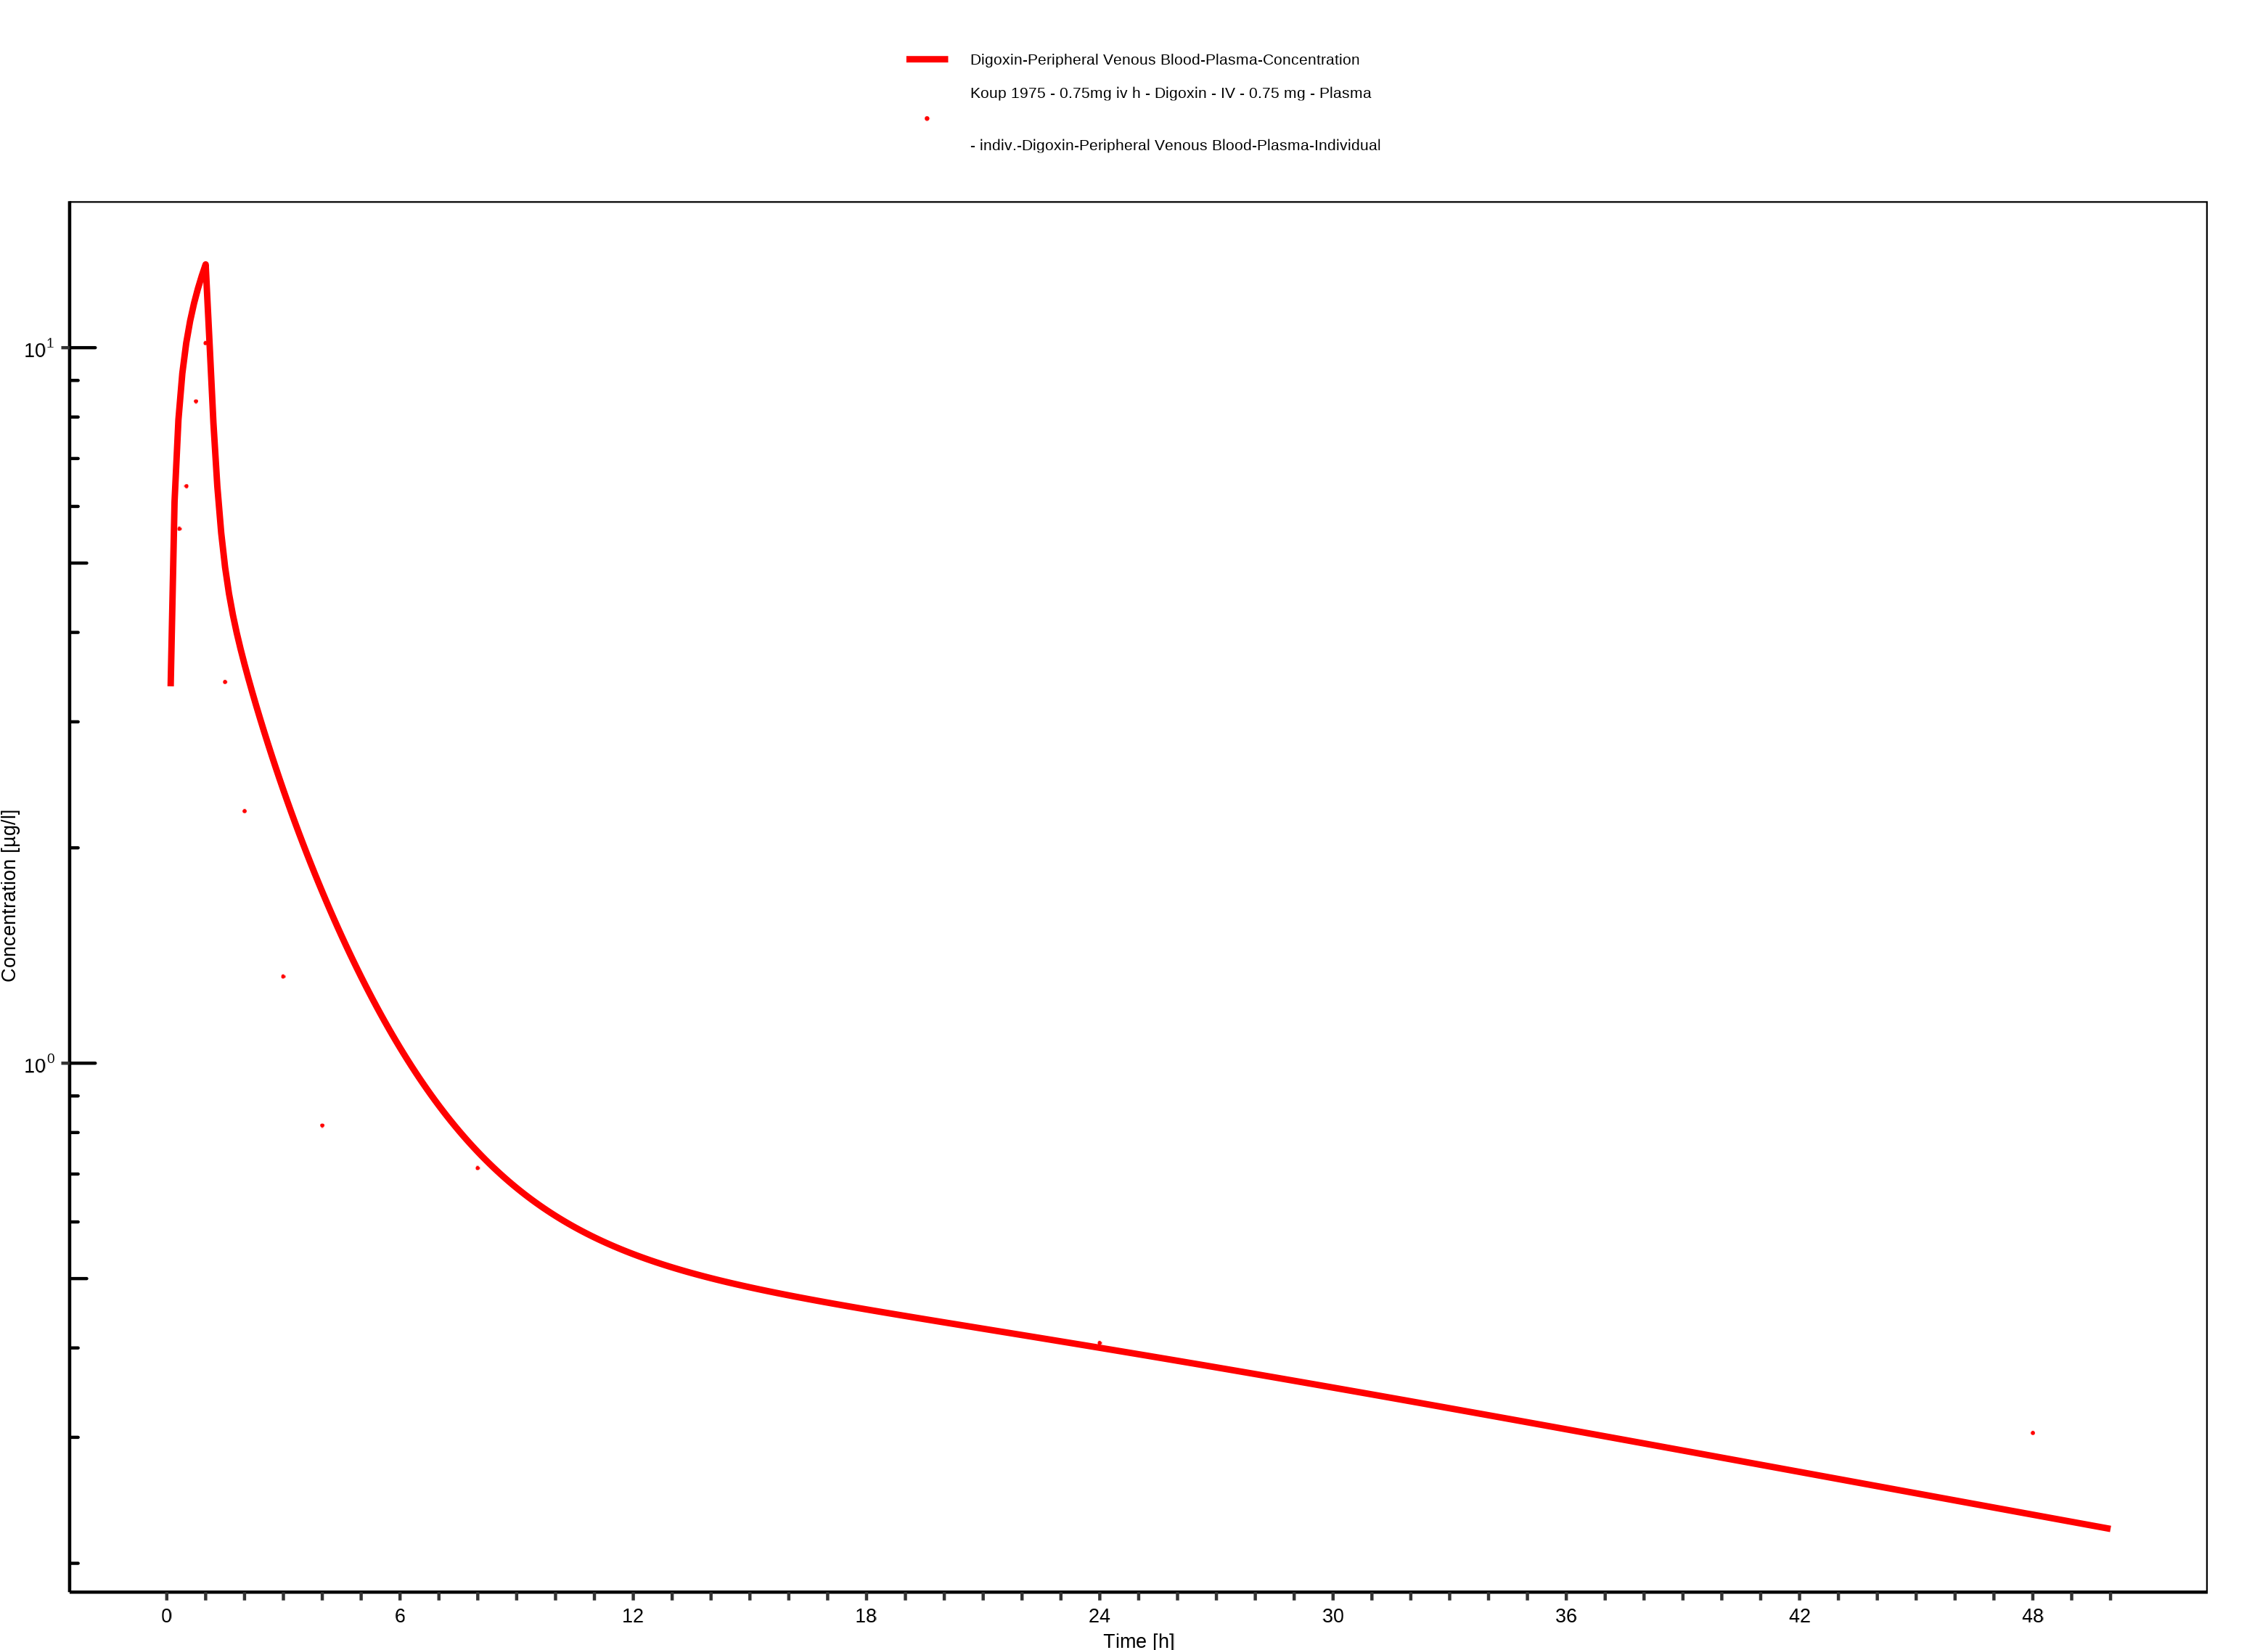 Digoxin-Peripheral Venous Blood-Plasma-Concentration
Koup 1975 - 0.75mg iv h - Digoxin - IV - 0.75 mg - Plasma
- indiv.-Digoxin-Peripheral Venous Blood-Plasma-Individual
10¹
10⁰
Concentration [µg/l]
0 6 12 18 24 30 36 42 48
Time [h]